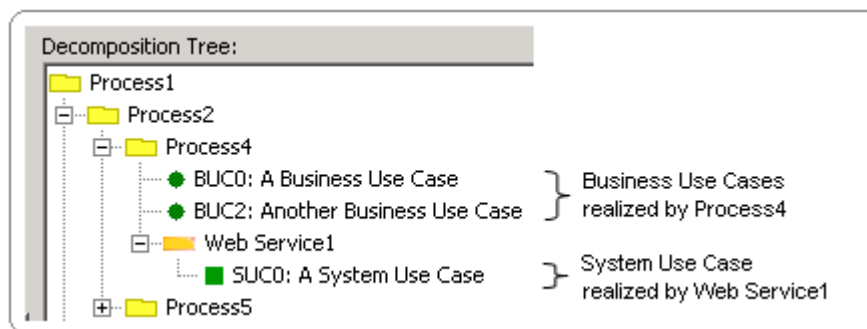 Decomposition Tree:
Process1
Process2
Process4
BUC0: A Business Use Case
BUC2: Another Business Use Case
Business Use Cases
realized by Process4
Web Service1
SUC0: A System Use Case
System Use Case
realized by Web Service1
Process5